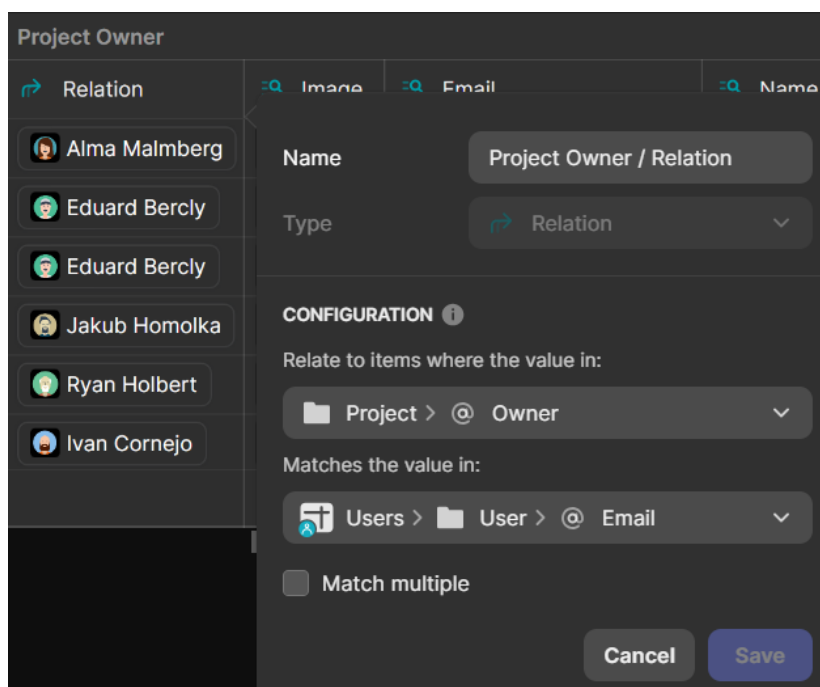 Project Owner
Relation Image Email Name
Alma Malmberg
Eduard Bercly
Eduard Bercly
Jakub Homolka
Ryan Holbert
Ivan Cornejo
Name Project Owner / Relation
Type Relation
CONFIGURATION i
Relate to items where the value in:
Project > @ Owner
Matches the value in:
Users > User > @ Email
Match multiple
Cancel Save